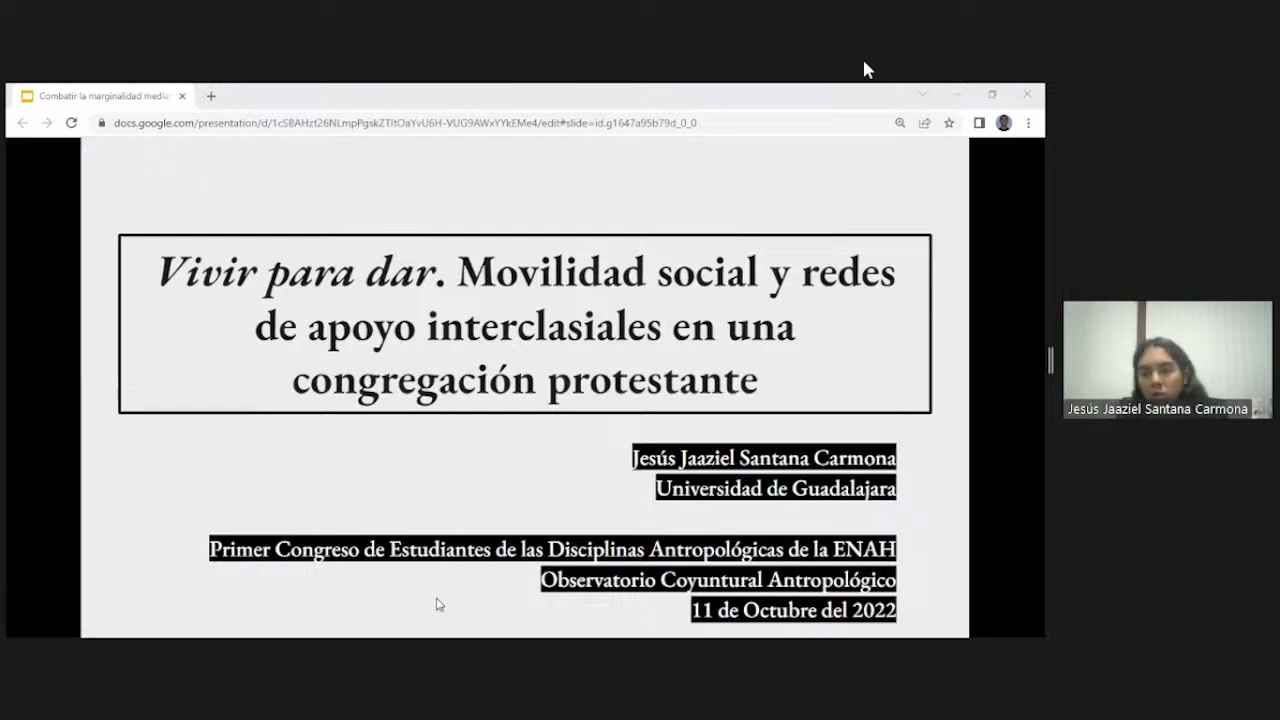 Combatir la marginalidad media
docs.google.com/presentation/d/1cSBAHzt26NLmpPgskZTltOaYvU6H-VUG9AWxYYkEMe4/edit#slide=id.g1647a95b79d_0_0
Vivir para dar. Movilidad social y redes
de apoyo interclasiales en una
congregación protestante
Jesús Jaaziel Santana Carmona
Universidad de Guadalajara
Primer Congreso de Estudiantes de las Disciplinas Antropológicas de la ENAH
Observatorio Coyuntural Antropológico
11 de Octubre del 2022
Jesús Jaaziel Santana Carmona